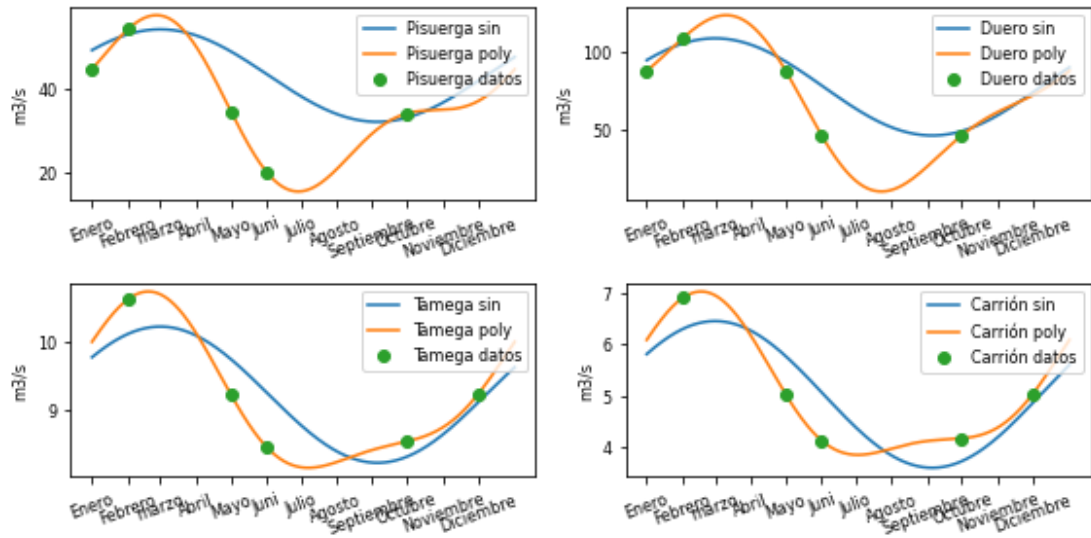 Pisuerga sin
Pisuerga poly
Pisuerga datos
m3/s
40
20
Enero
Febrero
marzo
Abril
Mayo
Juni
Julio
Agosto
Septiembre
Octubre
Noviembre
Diciembre
Duero sin
Duero poly
Duero datos
m3/s
100
50
Enero
Febrero
marzo
Abril
Mayo
Juni
Julio
Agosto
Septiembre
Octubre
Noviembre
Diciembre
Tamega sin
Tamega poly
Tamega datos
m3/s
10
9
Enero
Febrero
marzo
Abril
Mayo
Juni
Julio
Agosto
Septiembre
Octubre
Noviembre
Diciembre
Carrión sin
Carrión poly
Carrión datos
m3/s
7
6
5
4
Enero
Febrero
marzo
Abril
Mayo
Juni
Julio
Agosto
Septiembre
Octubre
Noviembre
Diciembre